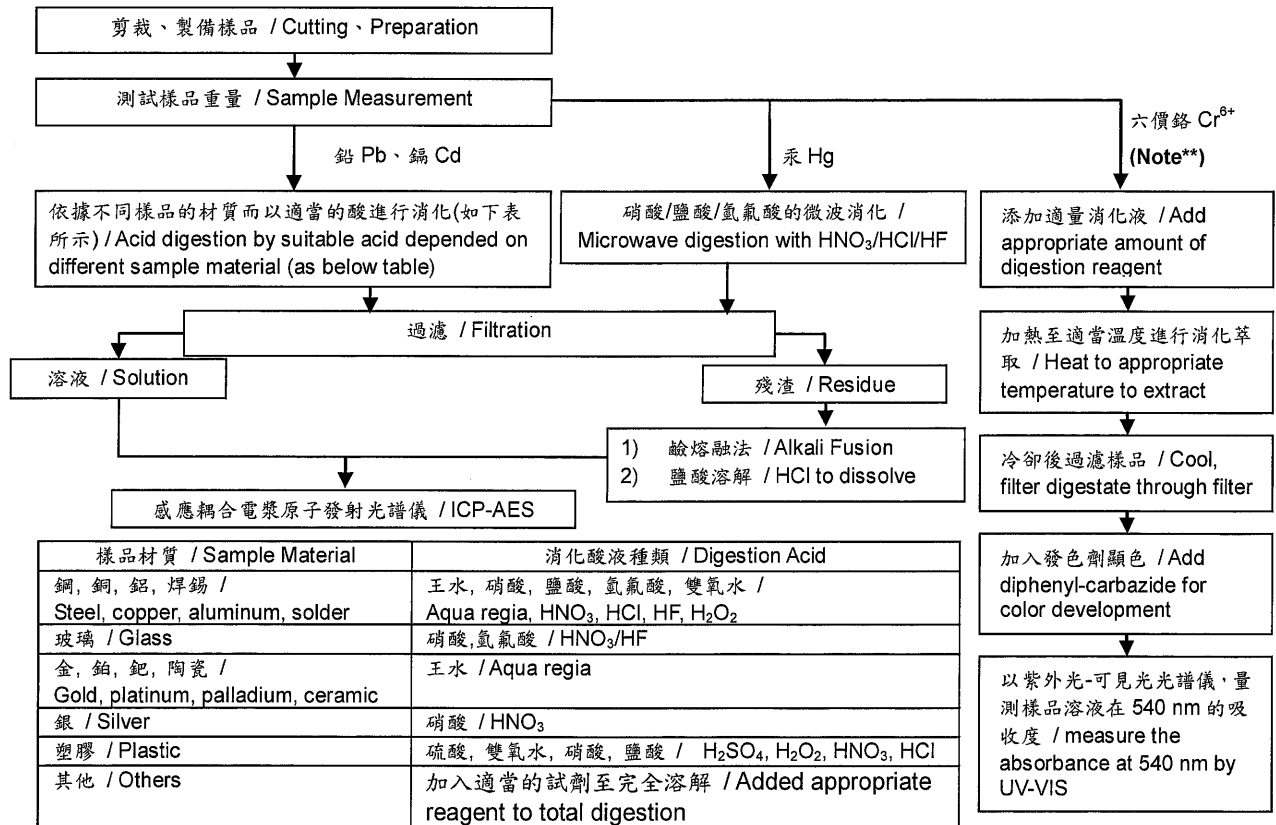 剪裁、製備樣品 / Cutting、Preparation
測試樣品重量 / Sample Measurement
鉛 Pb、鎘 Cd
汞 Hg
六價鉻 Cr6+
(Note**)
依據不同樣品的材質而以適當的酸進行消化(如下表
所示) / Acid digestion by suitable acid depended on
different sample material (as below table)
硝酸/鹽酸/氫氟酸的微波消化 /
Microwave digestion with HNO3/HCl/HF
添加適量消化液 / Add
appropriate amount of
digestion reagent
過濾 / Filtration
溶液 / Solution
殘渣 / Residue
1) 鹼熔融法 / Alkali Fusion
2) 鹽酸溶解 / HCl to dissolve
感應耦合電漿原子發射光譜儀 / ICP-AES
加熱至適當溫度進行消化萃
取 / Heat to appropriate
temperature to extract
冷卻後過濾樣品 / Cool,
filter digestate through filter
加入發色劑顯色 / Add
diphenyl-carbazide for
color development
以紫外光-可見光光譜儀,量
測樣品溶液在 540 nm 的吸
收度 / measure the
absorbance at 540 nm by
UV-VIS
樣品材質 / Sample Material
消化酸液種類 / Digestion Acid
鋼, 銅, 鋁, 焊錫 /
Steel, copper, aluminum, solder
王水, 硝酸, 鹽酸, 氫氟酸, 雙氧水 /
Aqua regia, HNO3, HCl, HF, H2O2
玻璃 / Glass
硝酸,氫氟酸 / HNO3/HF
金, 鉑, 鈀, 陶瓷 /
Gold, platinum, palladium, ceramic
王水 / Aqua regia
銀 / Silver
硝酸 / HNO3
塑膠 / Plastic
硫酸, 雙氧水, 硝酸, 鹽酸 / H2SO4, H2O2, HNO3, HCl
其他 / Others
加入適當的試劑至完全溶解 / Added appropriate
reagent to total digestion